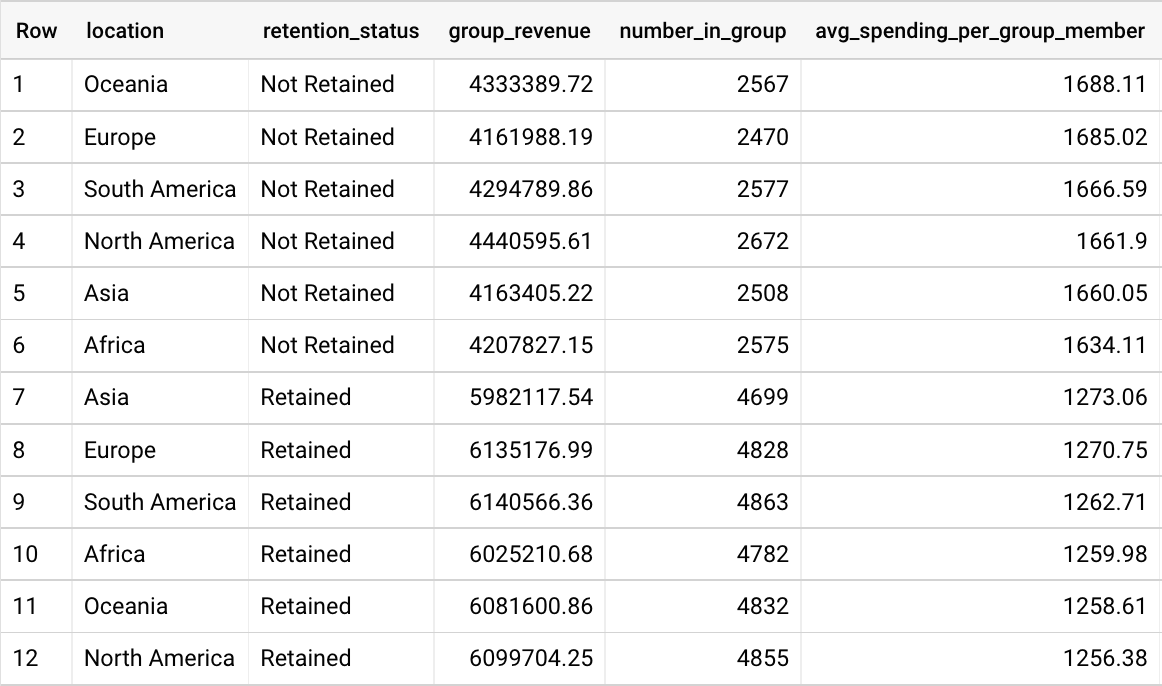 Row location retention_status group_revenue number_in_group avg_spending_per_group_member
1 Oceania Not Retained 4333389.72 2567 1688.11
2 Europe Not Retained 4161988.19 2470 1685.02
3 South America Not Retained 4294789.86 2577 1666.59
4 North America Not Retained 4440595.61 2672 1661.9
5 Asia Not Retained 4163405.22 2508 1660.05
6 Africa Not Retained 4207827.15 2575 1634.11
7 Asia Retained 5982117.54 4699 1273.06
8 Europe Retained 6135176.99 4828 1270.75
9 South America Retained 6140566.36 4863 1262.71
10 Africa Retained 6025210.68 4782 1259.98
11 Oceania Retained 6081600.86 4832 1258.61
12 North America Retained 6099704.25 4855 1256.38